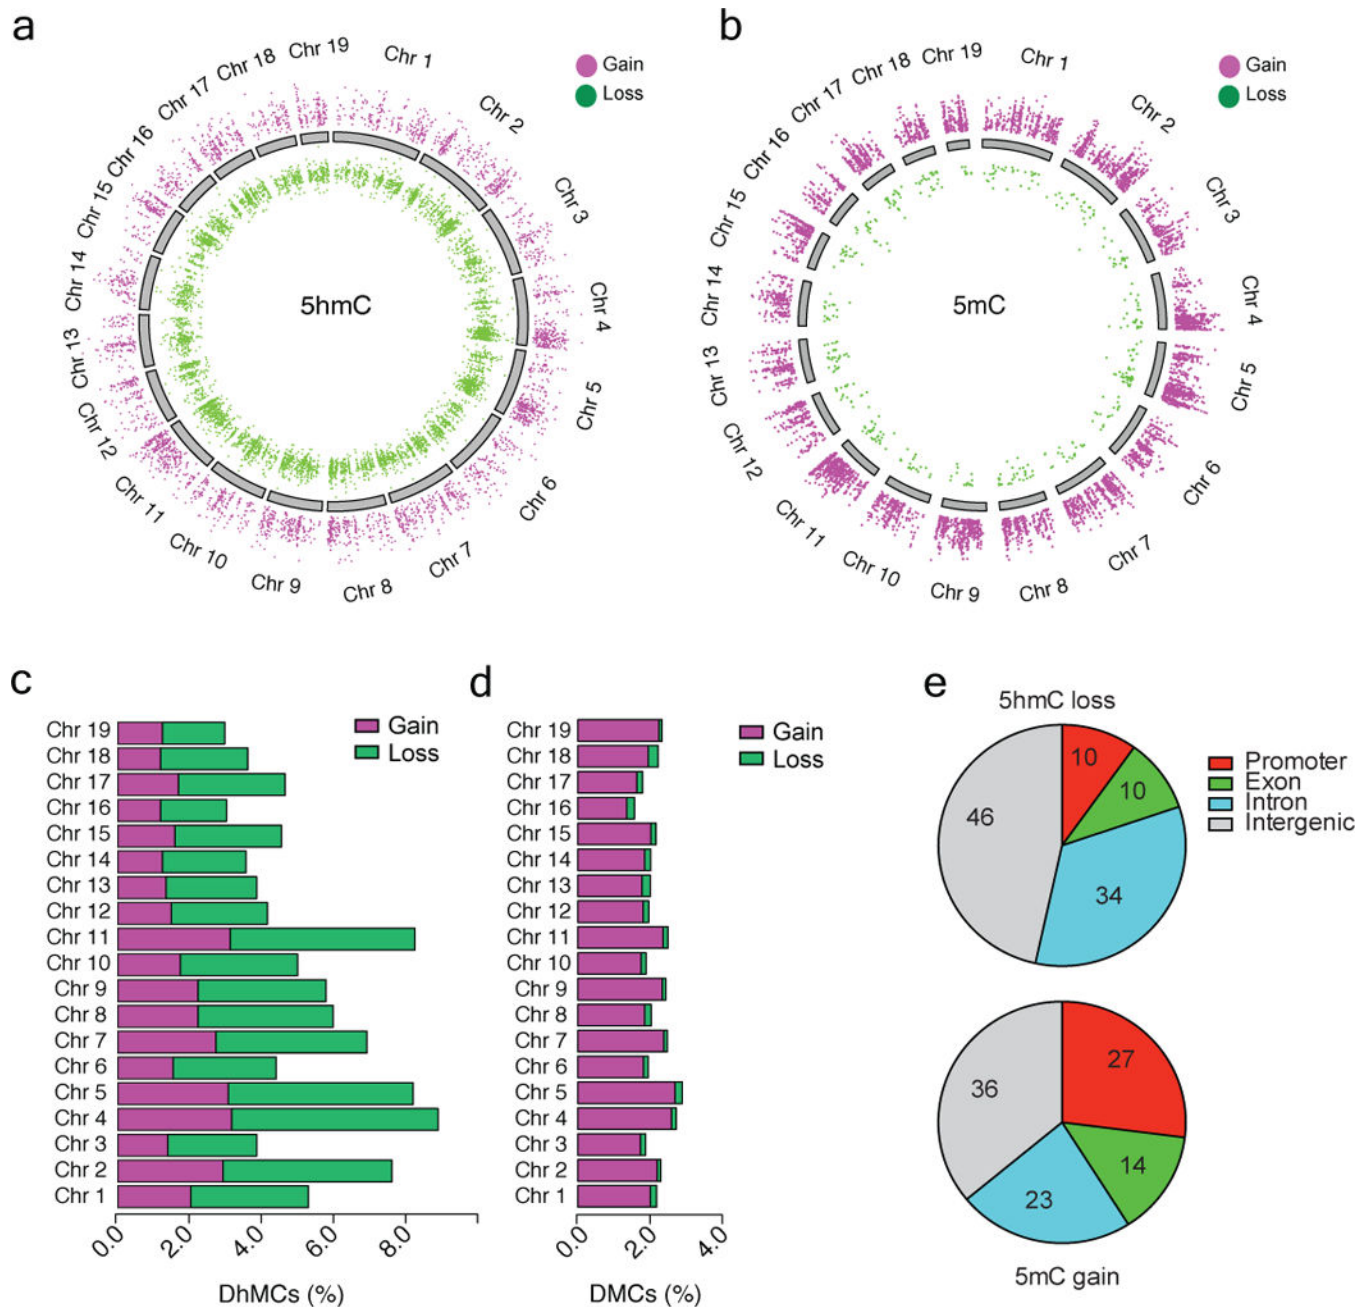 a
Chr 1
Chr 2
Chr 3
Chr 4
Chr 5
Chr 6
Chr 7
Chr 8
Chr 9
Chr 10
Chr 11
Chr 12
Chr 13
Chr 14
Chr 15
Chr 16
Chr 17
Chr 18
Chr 19
Gain
Loss
5hmC
b
Chr 1
Chr 2
Chr 3
Chr 4
Chr 5
Chr 6
Chr 7
Chr 8
Chr 9
Chr 10
Chr 11
Chr 12
Chr 13
Chr 14
Chr 15
Chr 16
Chr 17
Chr 18
Chr 19
Gain
Loss
5mC
c
Gain
Loss
Chr 19
Chr 18
Chr 17
Chr 16
Chr 15
Chr 14
Chr 13
Chr 12
Chr 11
Chr 10
Chr 9
Chr 8
Chr 7
Chr 6
Chr 5
Chr 4
Chr 3
Chr 2
Chr 1
0.0 2.0 4.0 6.0 8.0
DhMCs (%)
d
Gain
Loss
Chr 19
Chr 18
Chr 17
Chr 16
Chr 15
Chr 14
Chr 13
Chr 12
Chr 11
Chr 10
Chr 9
Chr 8
Chr 7
Chr 6
Chr 5
Chr 4
Chr 3
Chr 2
Chr 1
0.0 2.0 4.0
DMCs (%)
e
5hmC loss
10
10
34
46
Promoter
Exon
Intron
Intergenic
27
14
23
36
5mC gain